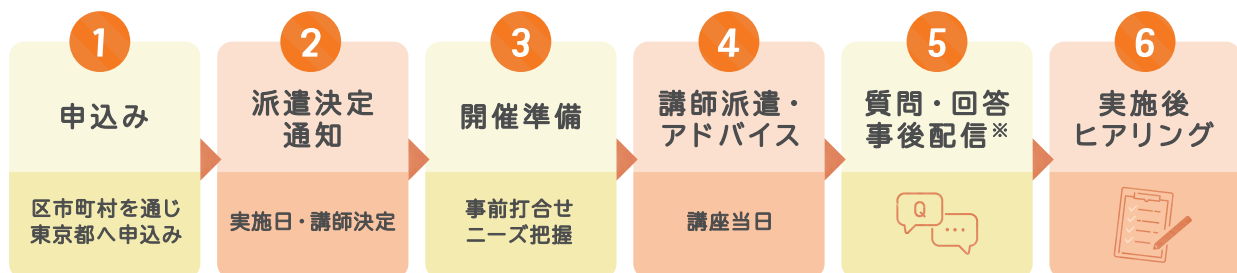 1
申込み
区市町村を通じ
東京都へ申込み
2
派遣決定
通知
実施日・講師決定
3
開催準備
事前打合せ
ニーズ把握
4
講師派遣・
アドバイス
講座当日
5
質問・回答
事後配信※
Q
6
実施後
ヒアリング